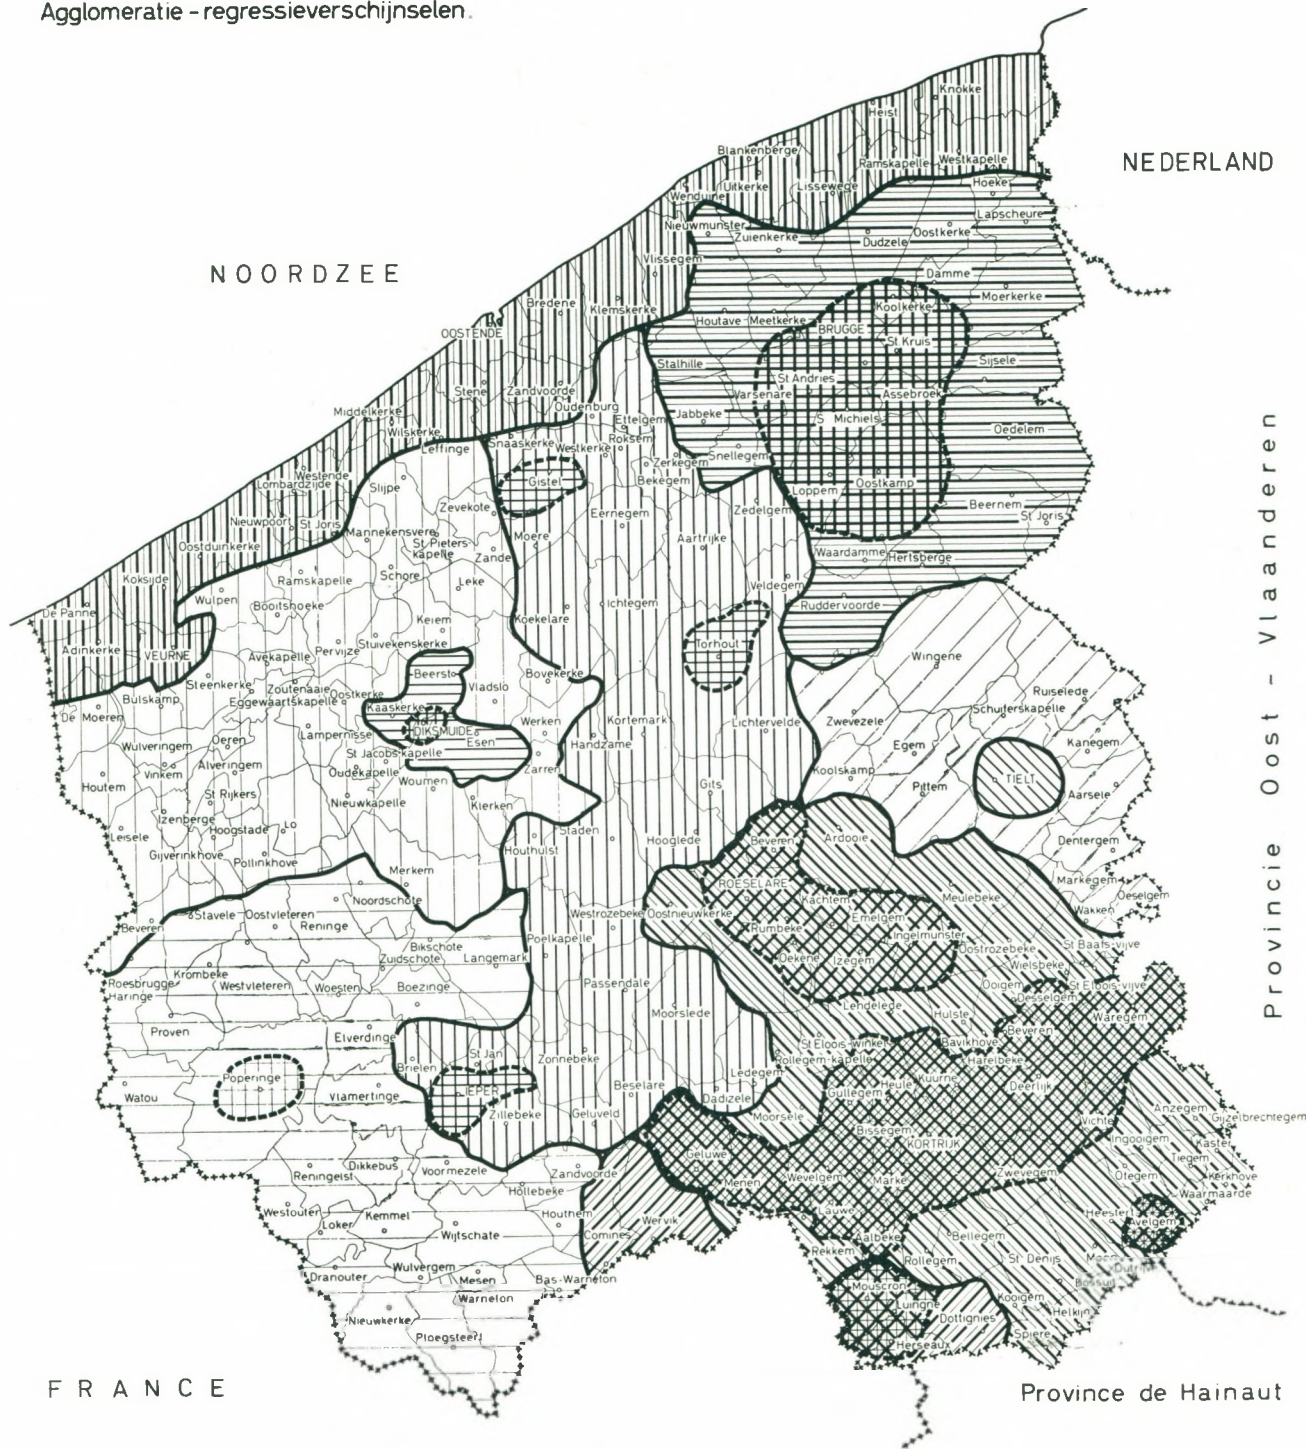 Agglomeratie - regressieverschijnselen.
Knokke
Heist
NEDERLAND
Blankenberge
Ramskapelle
Westkapelle
Uitkerke
Lissewege
Hoeke
Wenduine
Lapscheure
Nieuwmunster
Zuienkerke
Dudzele
Oostkerke
NOORDZEE
Vlissegem
Damme
Moerkerke
Bredene
Klemskerke
Koolkerke
Houtave
Meetkerke
BRUGGE
OOSTENDE
St Kruis
Stalhille
Sijsele
St Andries
Stene
Zandvoorde
Varsenare
Assebroek
Middelkerke
Oudenburg
Ettelgem
Jabbeke
S Michiels
Wilskerke
Roksem
Oedelem
Leffinge
Snaaskerke
Westkerke
Zerkegem
Snellegem
Westende
Lombardzijde
Slijpe
Gistel
Bekegem
Loppem
Oostkamp
Zevekote
Eernegem
Zedelgem
Beernem
St Joris
Nieuwpoort
St Joris
Mannekensvere
Moere
Aartrijke
Oostduinkerke
St Pieters-
kapelle
Zande
Waardamme
Hertsberge
Koksijde
Ramskapelle
Schore
Leke
Veldegem
Wulpen
Booitshoeke
Ichtegem
Ruddervoorde
De Panne
Keiem
Koekelare
Adinkerke
VEURNE
Avekapelle
Pervijze
Stuivekenskerke
Torhout
Wingene
Beerst
Bovekerke
Steenkerke
Zoutenaaie
Oostkerke
Vladslo
Ruiselede
Bulskamp
Eggewaartskapelle
Kaaskerke
Schuiferskapelle
De Moeren
Werken
Kortemark
Lichtervelde
Zwevezele
Lampernisse
DIKSMUIDE
Esen
Wulveringem
Oeren
St Jacobs-kapelle
Handzame
Egem
Kanegem
Vinkem
Alveringem
Oudekapelle
Woumen
Zarren
Koolskamp
TIELT
Houtem
St Rijkers
Nieuwkapelle
Klerken
Gits
Pittem
Aarsele
Izenberge
Hoogstade
Lo
Leisele
Staden
Hooglede
Beveren
Ardooie
Dentergem
Gijverinkhove
Pollinkhove
Houthulst
Merkem
ROESELARE
Markegem
Oeselgem
Noordschote
Kachtem
Meulebeke
Wakken
Stavele
Oostvleteren
Westrozebeke
Oostnieuwkerke
Emelgem
Beveren
Reninge
Rumbeke
Ingelmunster
Bikschote
Poelkapelle
Oostrozebeke
St Baafs-vijve
Zuidschote
Langemark
Oekene
Izegem
Wielsbeke
Krombeke
Roesbrugge
Haringe
Westvleteren
Woesten
Boezinge
Passendale
Ooigem
St Eloois-vijve
Desselgem
Lendelede
Hulste
Moorslede
Waregem
Proven
Elverdinge
Beveren
St Eloois-winkel
Bavikhove
St Jan
Zonnebeke
Rollegem-kapelle
Harelbeke
Brielen
Ledegem
Poperinge
IEPER
Beselare
Heule
Kuurne
Deerlijk
Watou
Vlamertinge
Dadizele
Gullegem
Zillebeke
Geluveld
Moorsele
Anzegem
Gijzelbrechtegem
Vichte
Bissegem
KORTRIJK
Ingooigem
Kaster
Geluwe
Tiegem
Dikkebus
Voormezele
Zandvoorde
Wevelgem
Zwevegem
Otegem
Kerkhove
Reningelst
Menen
Marke
Waarmaarde
Hollebeke
Westouter
Loker
Kemmel
Houthem
Wervik
Lauwe
Heestert
Avelgem
Wijtschate
Comines
Aalbeke
Bellegem
Rekkem
Rollegem
St Denijs
Wulvergem
Dranouter
Mesen
Bas-Warneton
Mouscron
Bossuit
Warneton
Luingne
Kooigem
Helkijn
Nieuwkerke
Dottignies
Spiere
Ploegsteert
Herseaux
FRANCE
Province de Hainaut
Provincie Oost - Vlaanderen